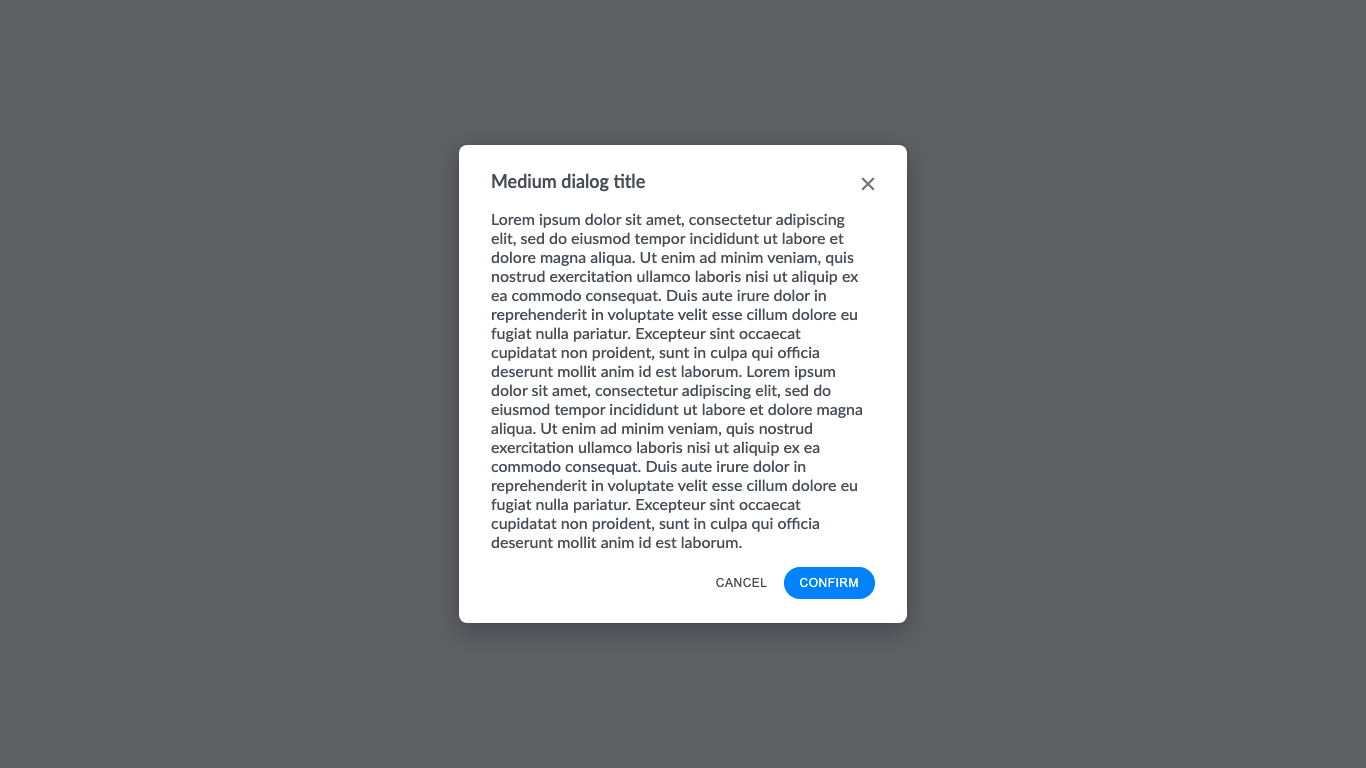 Medium dialog title
Lorem ipsum dolor sit amet, consectetur adipiscing
elit, sed do eiusmod tempor incididunt ut labore et
dolore magna aliqua. Ut enim ad minim veniam, quis
nostrud exercitation ullamco laboris nisi ut aliquip ex
ea commodo consequat. Duis aute irure dolor in
reprehenderit in voluptate velit esse cillum dolore eu
fugiat nulla pariatur. Excepteur sint occaecat
cupidatat non proident, sunt in culpa qui officia
deserunt mollit anim id est laborum. Lorem ipsum
dolor sit amet, consectetur adipiscing elit, sed do
eiusmod tempor incididunt ut labore et dolore magna
aliqua. Ut enim ad minim veniam, quis nostrud
exercitation ullamco laboris nisi ut aliquip ex ea
commodo consequat. Duis aute irure dolor in
reprehenderit in voluptate velit esse cillum dolore eu
fugiat nulla pariatur. Excepteur sint occaecat
cupidatat non proident, sunt in culpa qui officia
deserunt mollit anim id est laborum.
CANCEL CONFIRM